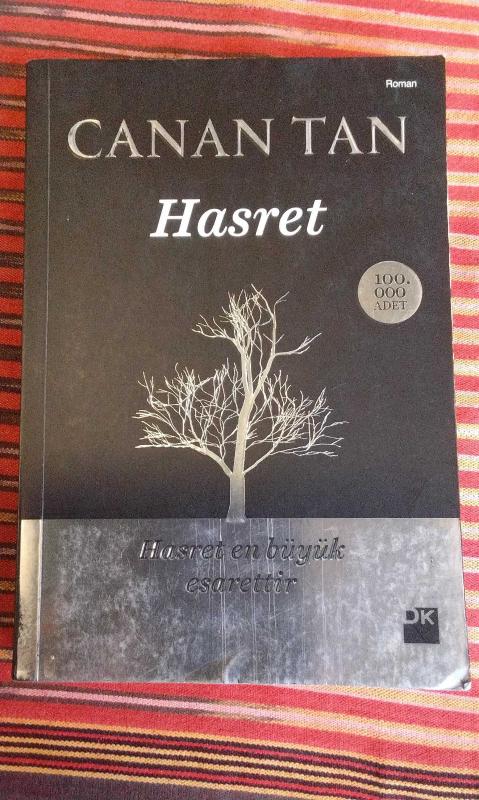 Roman
CANAN TAN
Hasret
100.
000
ADET
Hasret en büyük
esarettir
DK